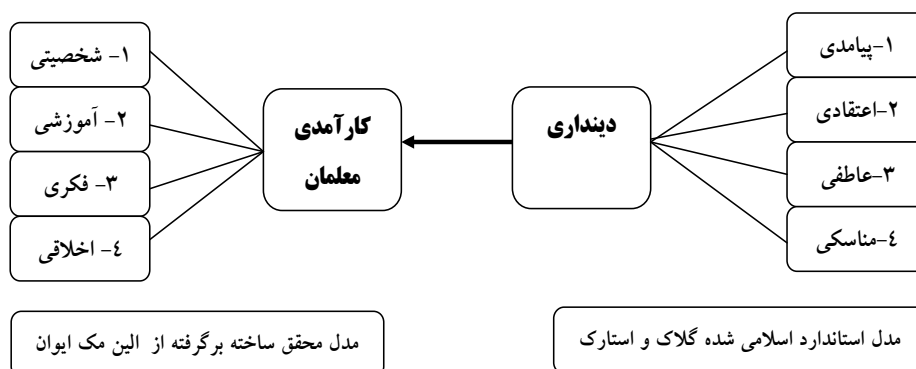 ۱-پیامدی
۲-اعتقادی
۳-عاطفی
٤-مناسکی
دینداری
کارآمدی
معلمان
۱- شخصیتی
۲- آموزشی
۳- فکری
٤- اخلاقی
مدل استاندارد اسلامی شده گلاک و استارک
مدل محقق ساخته برگرفته از الین مک ایوان